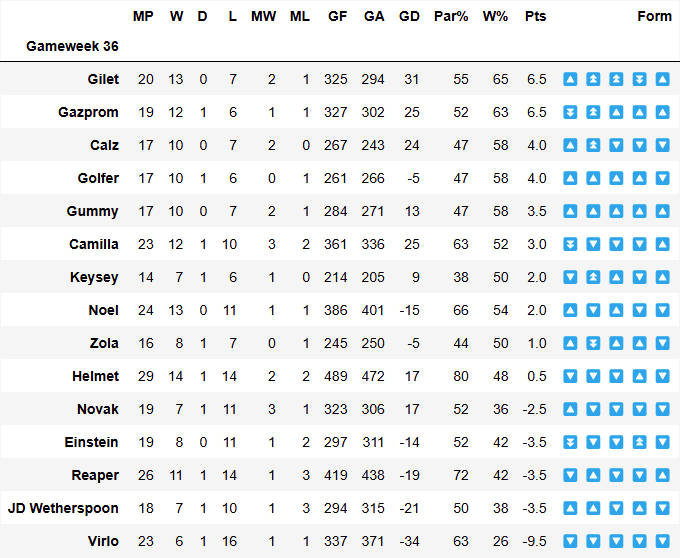 MP W D L MW ML GF GA GD Par% W% Pts Form
Gameweek 36
Gilet 20 13 0 7 2 1 325 294 31 55 65 6.5
Gazprom 19 12 1 6 1 1 327 302 25 52 63 6.5
Calz 17 10 0 7 2 0 267 243 24 47 58 4.0
Golfer 17 10 1 6 0 1 261 266 -5 47 58 4.0
Gummy 17 10 0 7 2 1 284 271 13 47 58 3.5
Camilla 23 12 1 10 3 2 361 336 25 63 52 3.0
Keysey 14 7 1 6 1 0 214 205 9 38 50 2.0
Noel 24 13 0 11 1 1 386 401 -15 66 54 2.0
Zola 16 8 1 7 0 1 245 250 -5 44 50 1.0
Helmet 29 14 1 14 2 2 489 472 17 80 48 0.5
Novak 19 7 1 11 3 1 323 306 17 52 36 -2.5
Einstein 19 8 0 11 1 2 297 311 -14 52 42 -3.5
Reaper 26 11 1 14 1 3 419 438 -19 72 42 -3.5
JD Wetherspoon 18 7 1 10 1 3 294 315 -21 50 38 -3.5
Virlo 23 6 1 16 1 1 337 371 -34 63 26 -9.5